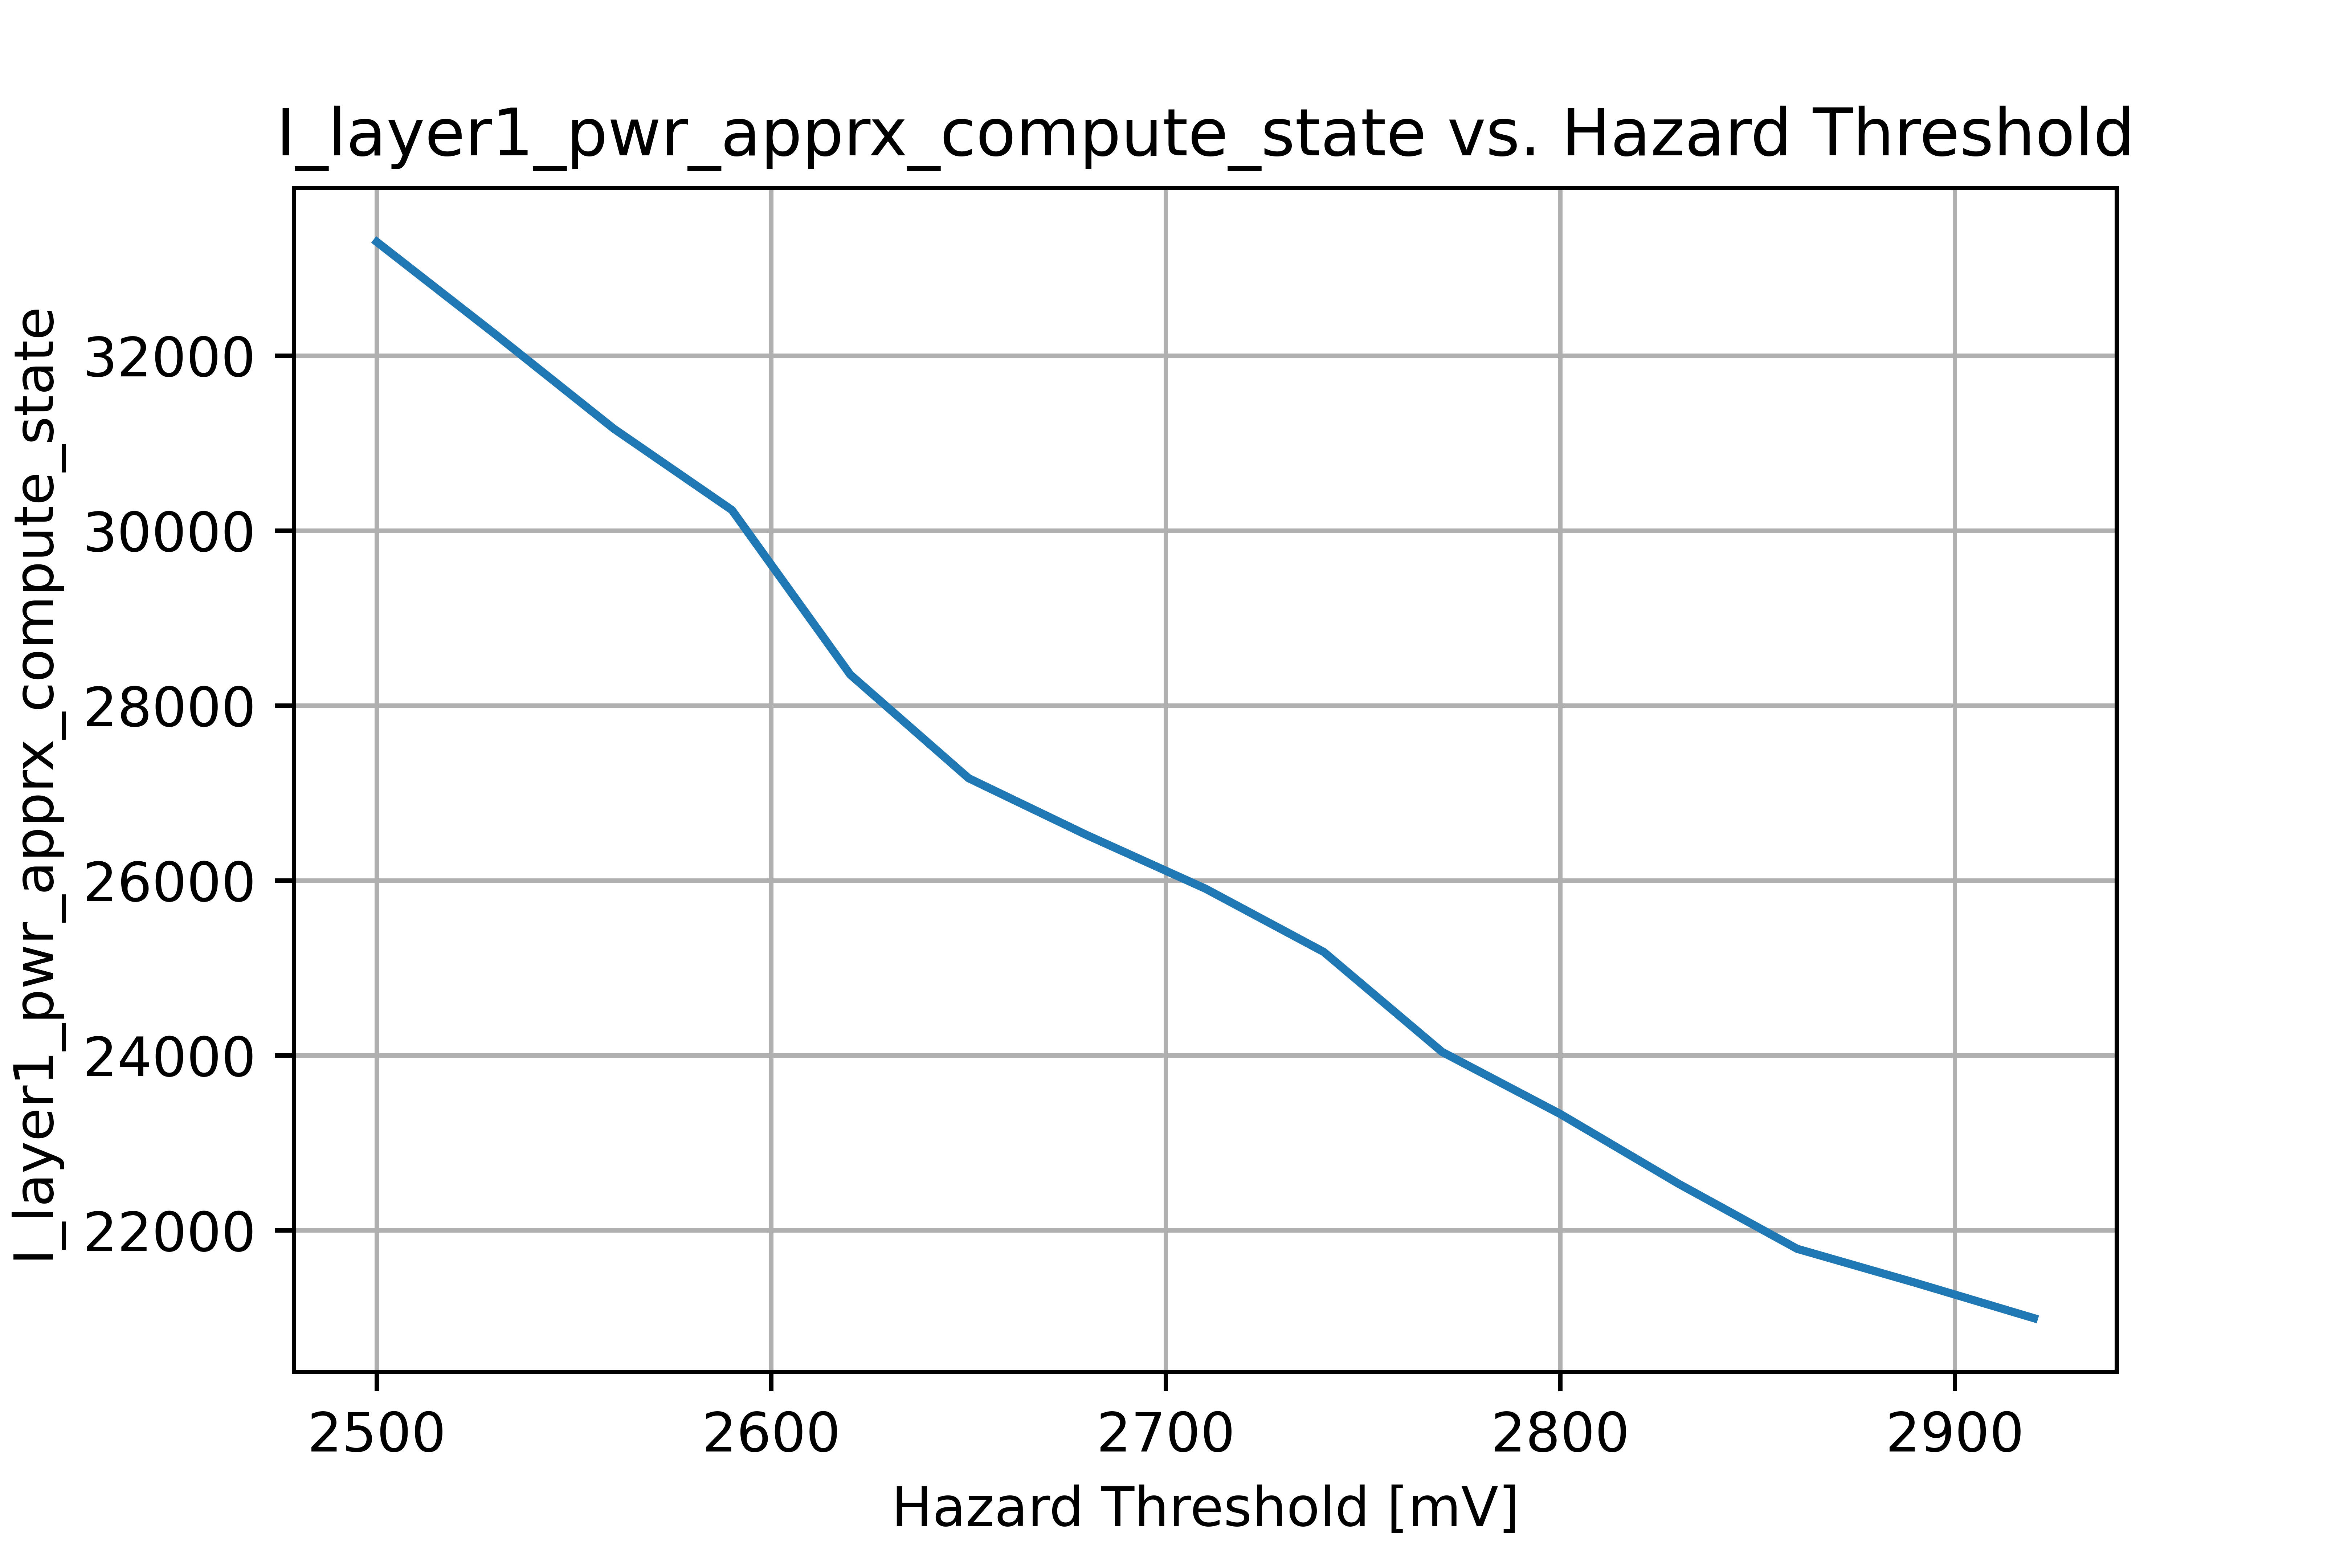 I_layer1_pwr_apprx_compute_state vs. Hazard Threshold
I_layer1_pwr_apprx_compute_state
32000
30000
28000
26000
24000
22000
2500 2600 2700 2800 2900
Hazard Threshold [mV]